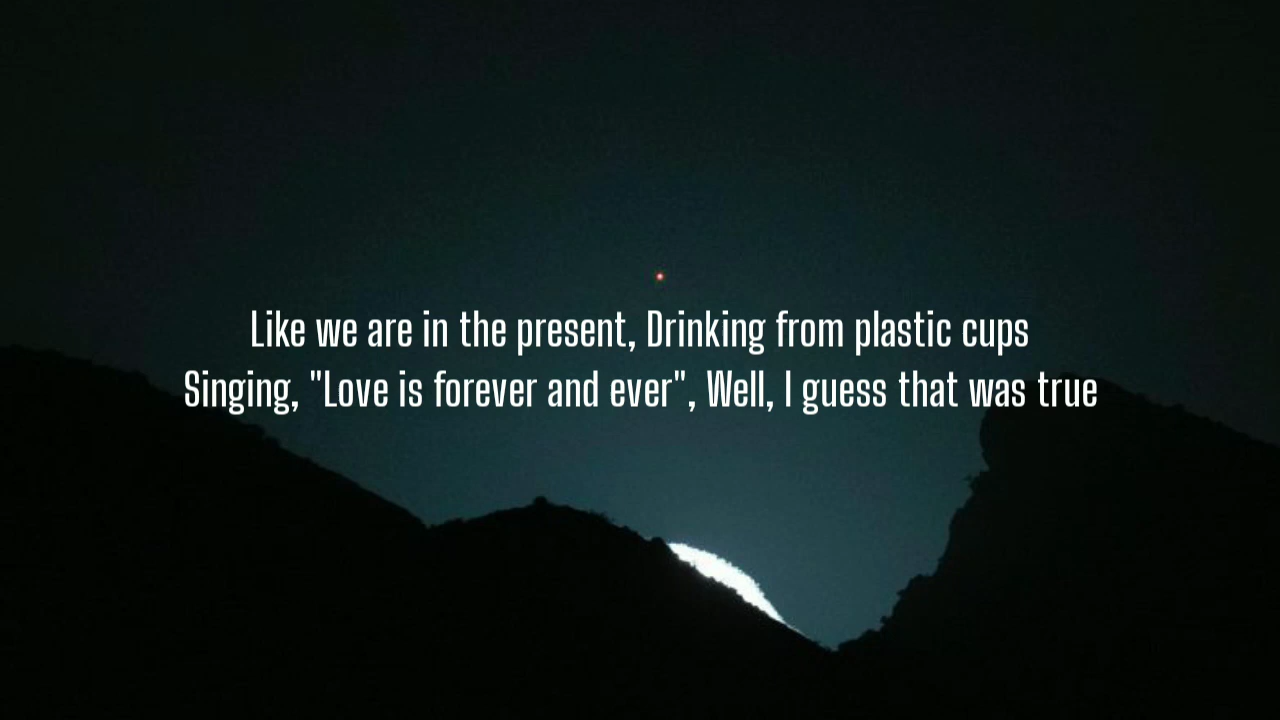 Like we are in the present, Drinking from plastic cups
Singing, "Love is forever and ever", Well, I guess that was true